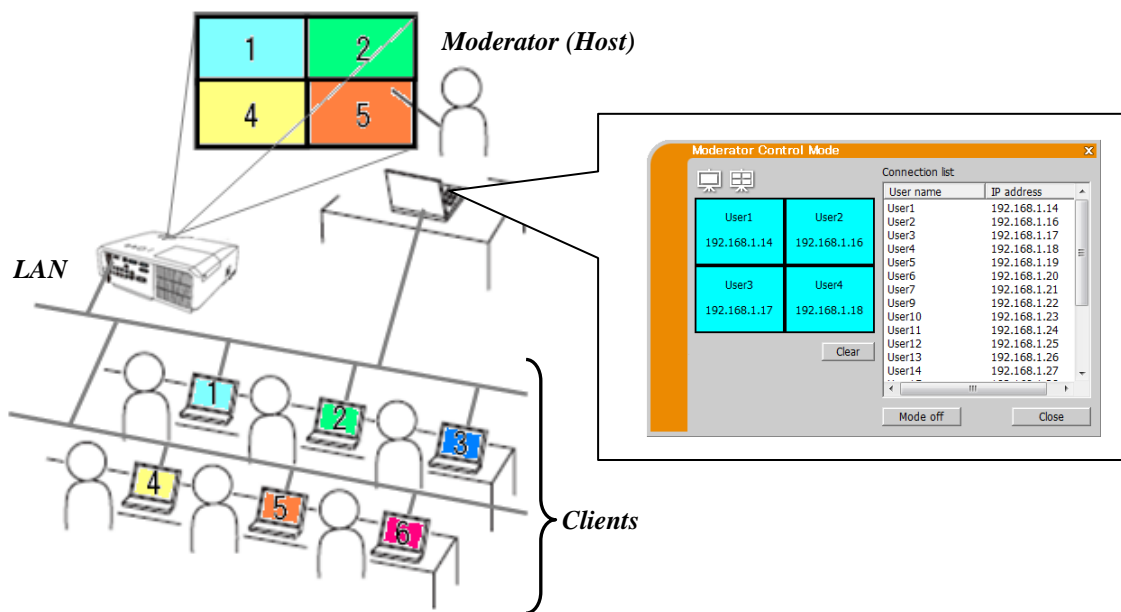 1 2
4 5
Moderator (Host)
LAN
1
2
3
4
5
6
Clients
Moderator Control Mode
Connection list
User name IP address
User1 192.168.1.14
User2 192.168.1.16
User3 192.168.1.17
User4 192.168.1.18
User5 192.168.1.19
User6 192.168.1.20
User7 192.168.1.21
User9 192.168.1.22
User10 192.168.1.23
User11 192.168.1.24
User12 192.168.1.25
User13 192.168.1.26
User14 192.168.1.27
User1 User2
192.168.1.14 192.168.1.16
User3 User4
192.168.1.17 192.168.1.18
Clear
Mode off Close